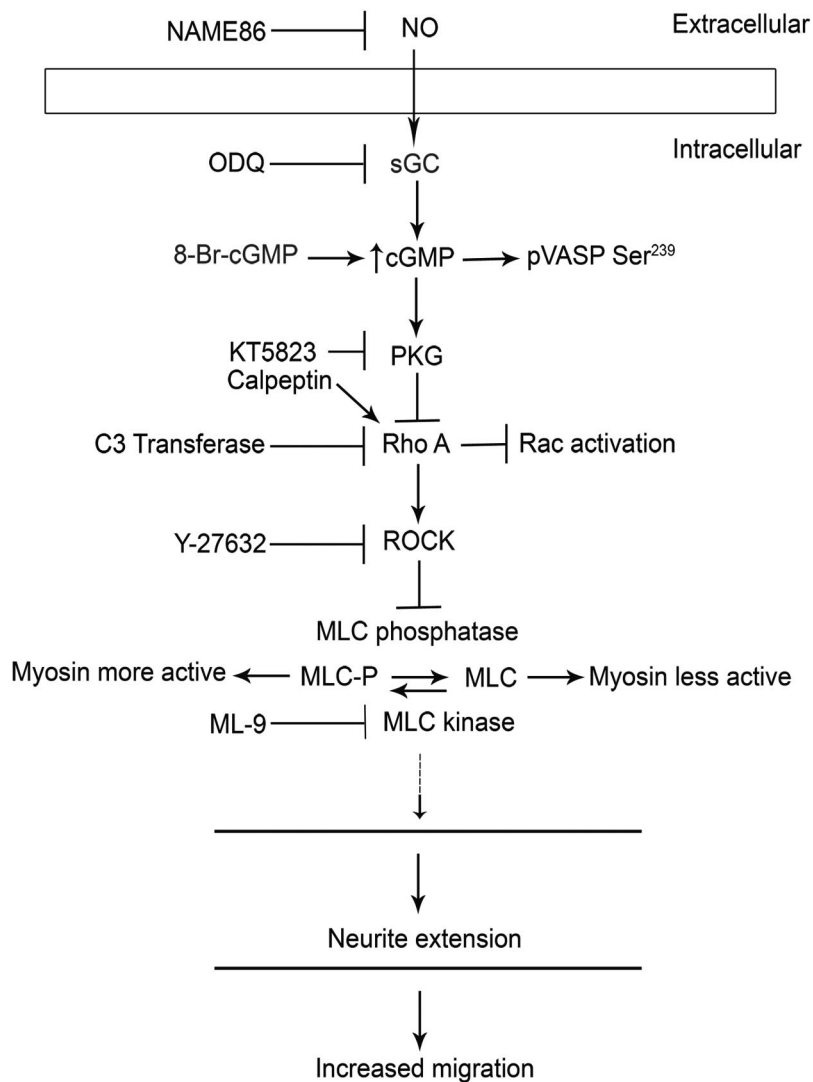 NAME86 NO Extracellular
Intracellular
ODQ sGC
8-Br-cGMP ↑cGMP pVASP Ser²³⁹
KT5823 PKG
Calpeptin
C3 Transferase Rho A Rac activation
Y-27632 ROCK
MLC phosphatase
Myosin more active MLC-P MLC Myosin less active
ML-9 MLC kinase
Neurite extension
Increased migration